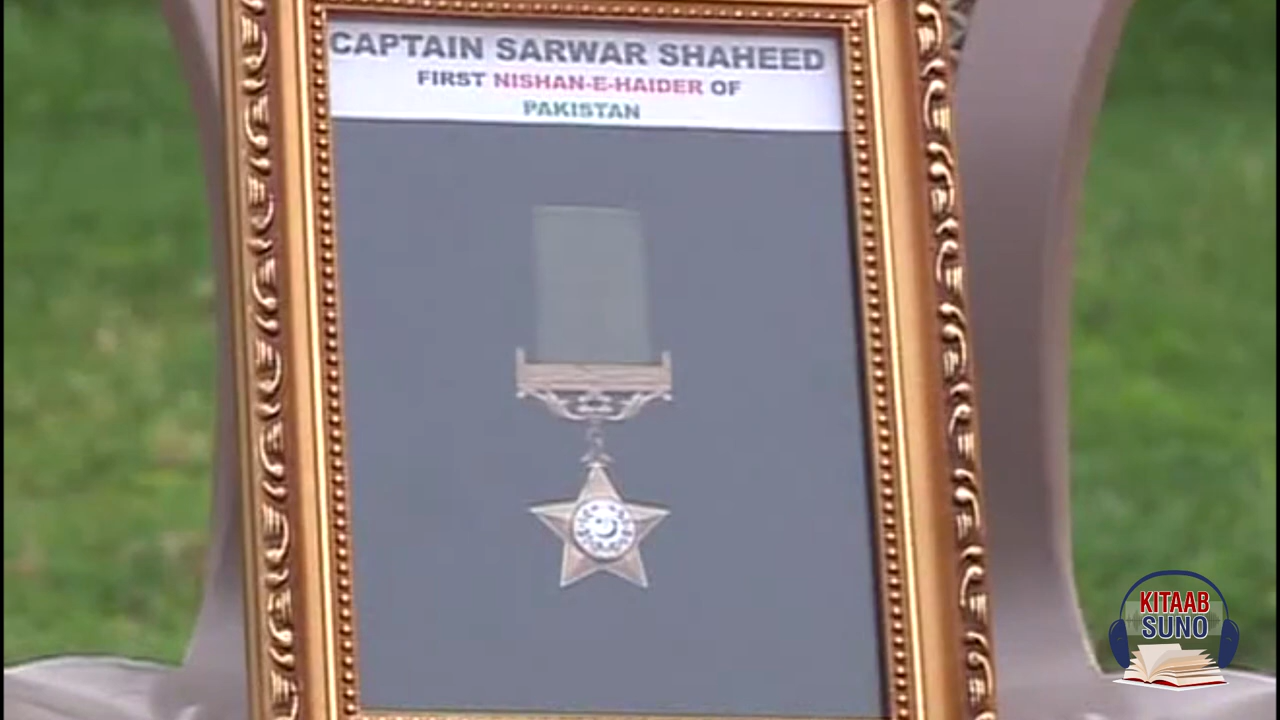 CAPTAIN SARWAR SHAHEED
FIRST NISHAN-E-HAIDER OF
PAKISTAN
KITAAB
SUNO